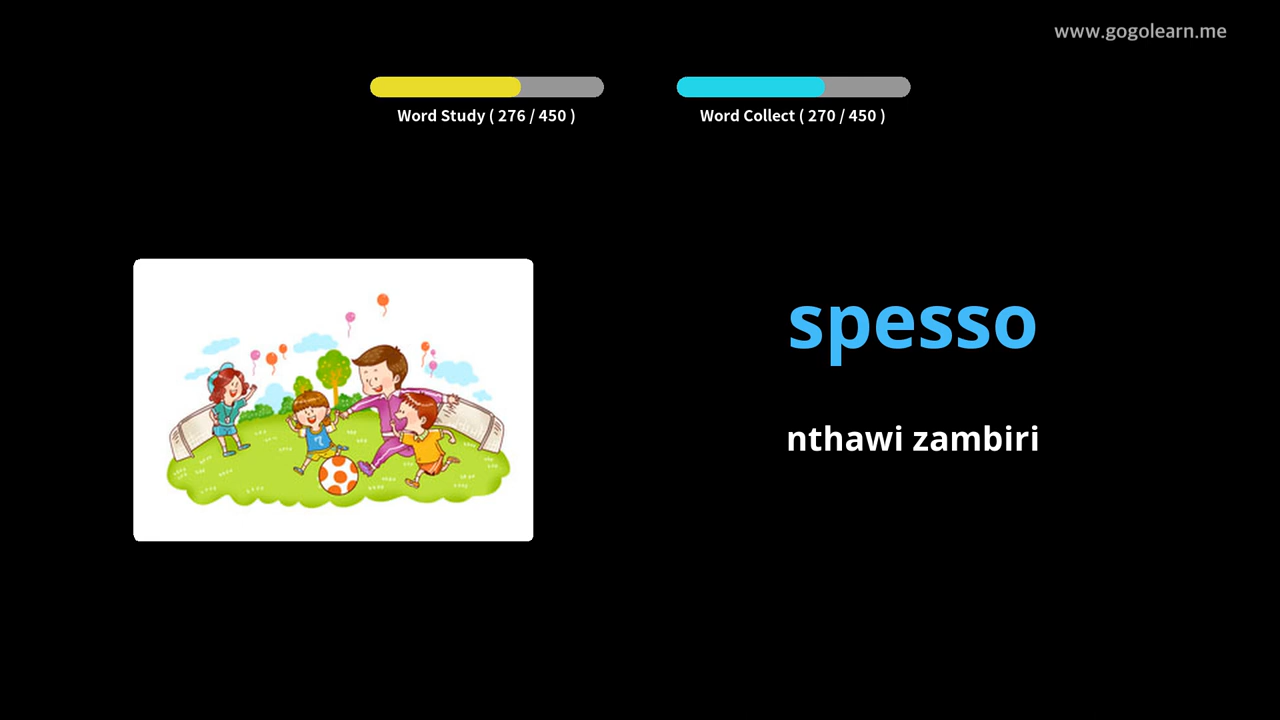 www.gogolearn.me
Word Study ( 276 / 450 )
Word Collect ( 270 / 450 )
spesso
nthawi zambiri